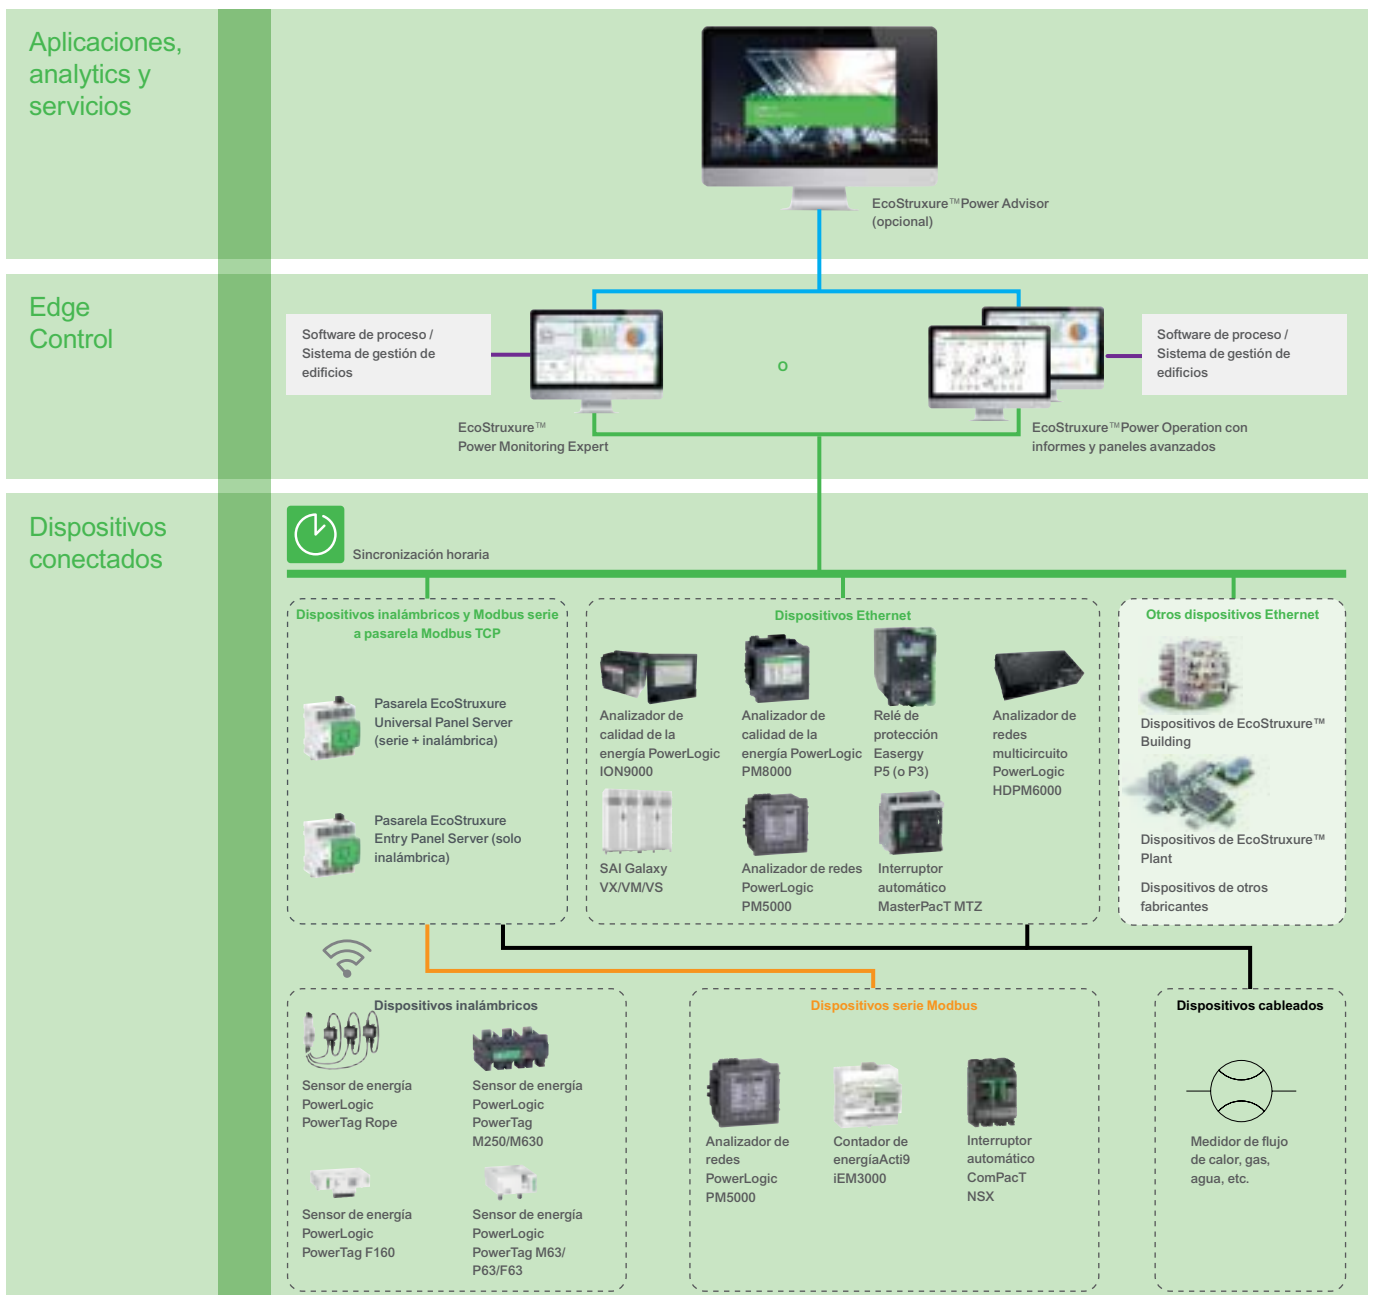 Aplicaciones,
analytics y
servicios
EcoStruxure™Power Advisor
(opcional)
Edge
Control
Software de proceso /
Sistema de gestión de
edificios
O
Software de proceso /
Sistema de gestión de
edificios
EcoStruxure™
Power Monitoring Expert
EcoStruxure™Power Operation con
informes y paneles avanzados
Dispositivos
conectados
Sincronización horaria
Dispositivos inalámbricos y Modbus serie
a pasarela Modbus TCP
Pasarela EcoStruxure
Universal Panel Server
(serie + inalámbrica)
Pasarela EcoStruxure
Entry Panel Server (solo
inalámbrica)
Dispositivos Ethernet
Analizador de
calidad de la
energía PowerLogic
ION9000
Analizador de
calidad de la
energía PowerLogic
PM8000
Relé de
protección
Easergy
P5 (o P3)
Analizador de
redes
multicircuito
PowerLogic
HDPM6000
SAI Galaxy
VX/VM/VS
Analizador de redes
PowerLogic
PM5000
Interruptor
automático
MasterPacT MTZ
Otros dispositivos Ethernet
Dispositivos de EcoStruxure™
Building
Dispositivos de EcoStruxure™
Plant
Dispositivos de otros
fabricantes
Dispositivos inalámbricos
Sensor de energía
PowerLogic
PowerTag Rope
Sensor de energía
PowerLogic
PowerTag
M250/M630
Sensor de energía
PowerLogic
PowerTag F160
Sensor de energía
PowerLogic
PowerTag M63/
P63/F63
Dispositivos serie Modbus
Analizador de
redes
PowerLogic
PM5000
Contador de
energíaActi9
iEM3000
Interruptor
automático
ComPacT
NSX
Dispositivos cableados
Medidor de flujo
de calor, gas,
agua, etc.